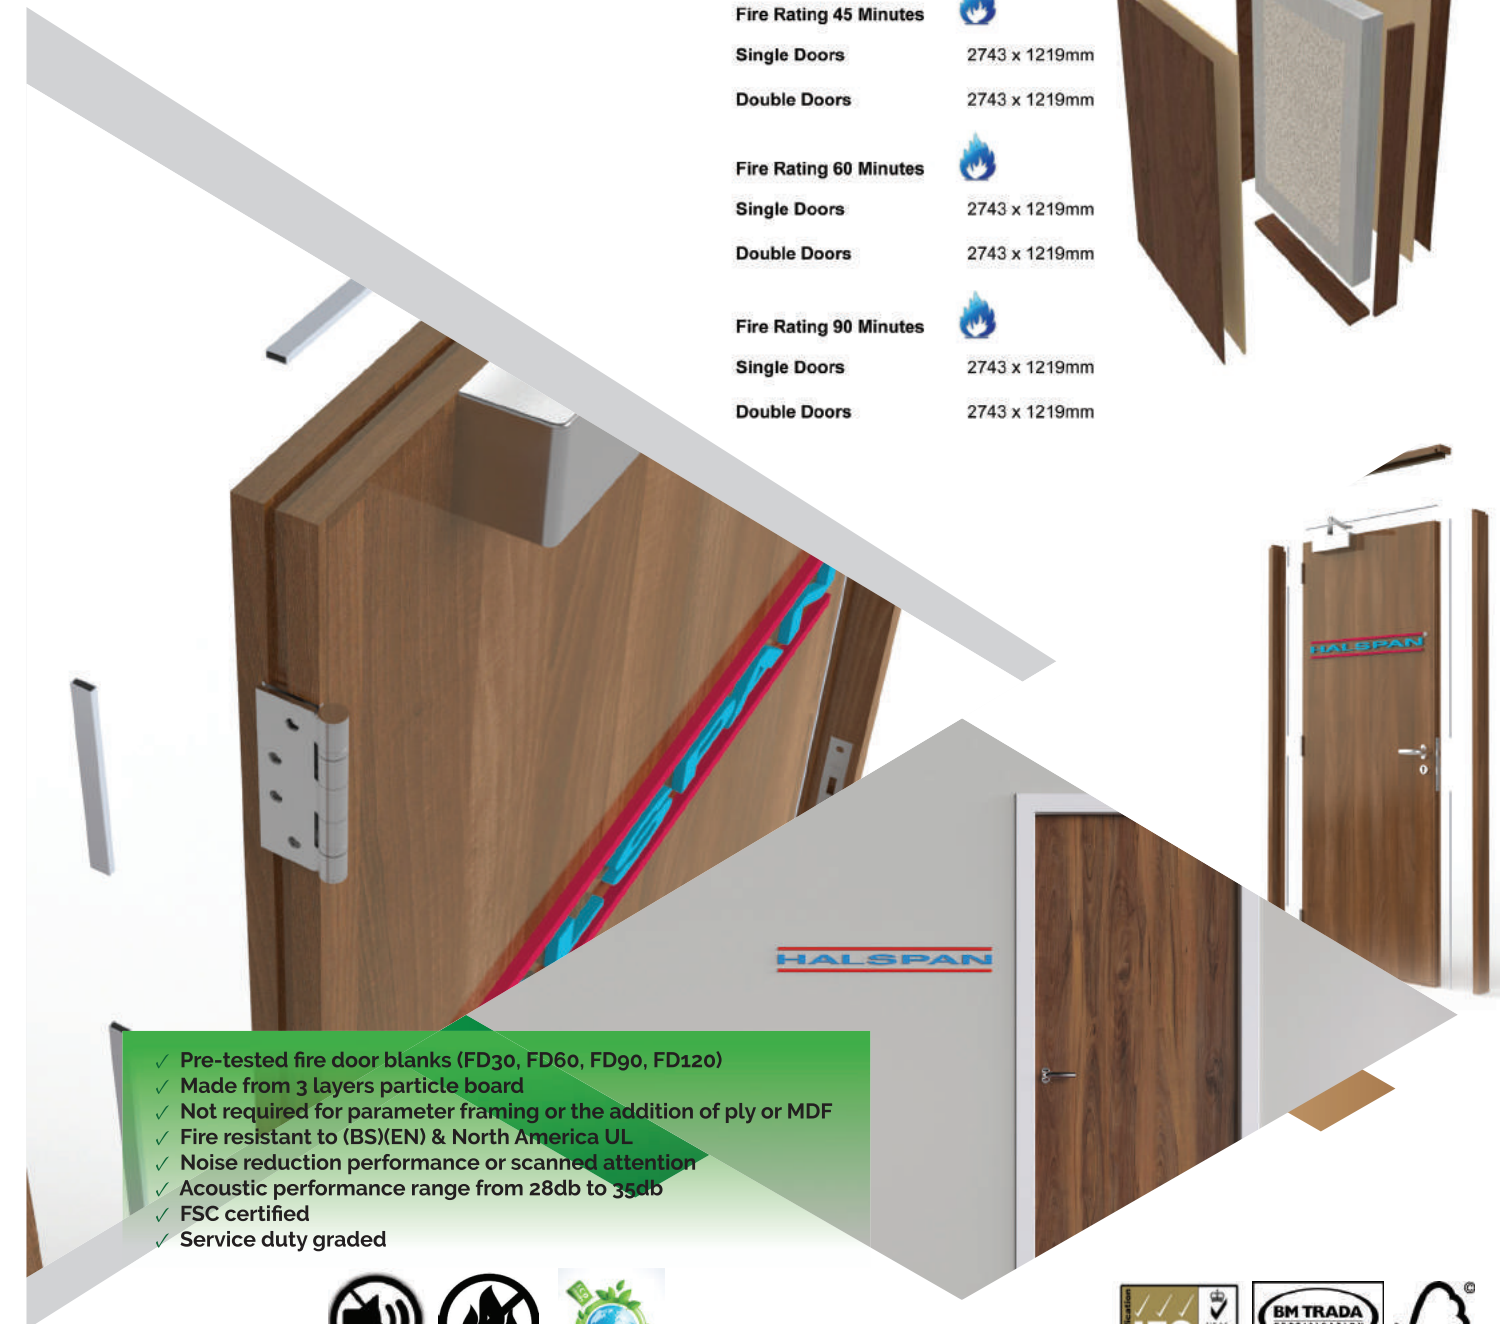 Fire Rating 45 Minutes
Single Doors 2743 x 1219mm
Double Doors 2743 x 1219mm
Fire Rating 60 Minutes
Single Doors 2743 x 1219mm
Double Doors 2743 x 1219mm
Fire Rating 90 Minutes
Single Doors 2743 x 1219mm
Double Doors 2743 x 1219mm
HALSPAN
HALSPAN
✓ Pre-tested fire door blanks (FD30, FD60, FD90, FD120)
✓ Made from 3 layers particle board
✓ Not required for parameter framing or the addition of ply or MDF
✓ Fire resistant to (BS)(EN) & North America UL
✓ Noise reduction performance or scanned attention
✓ Acoustic performance range from 28db to 35db
✓ FSC certified
✓ Service duty graded
BM TRADA
©